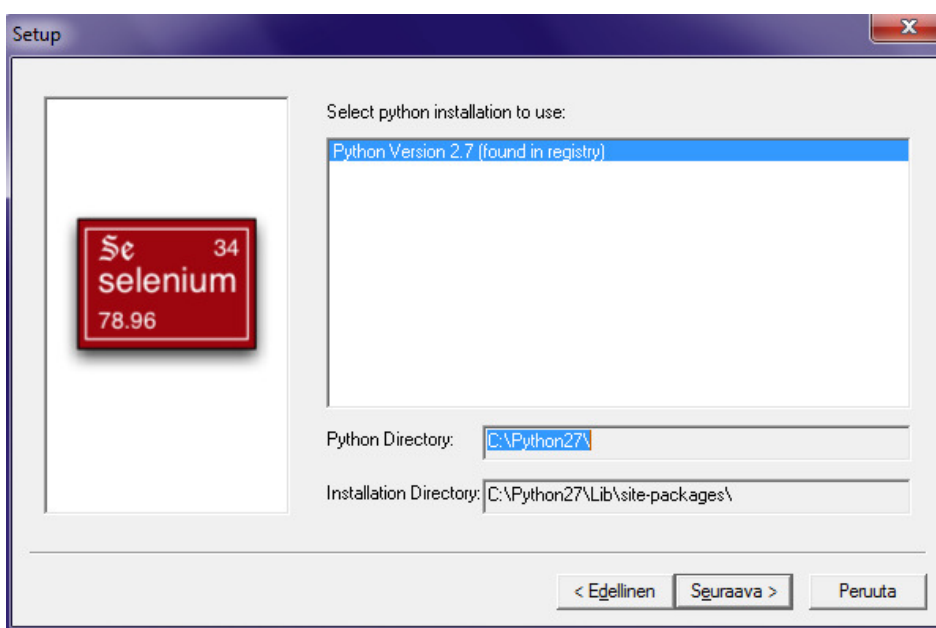 Setup
Select python installation to use:
Python Version 2.7 (found in registry)
Se 34
selenium
78.96
Python Directory: C:\Python27\
Installation Directory: C:\Python27\Lib\site-packages\
< Edellinen Seuraava > Peruuta